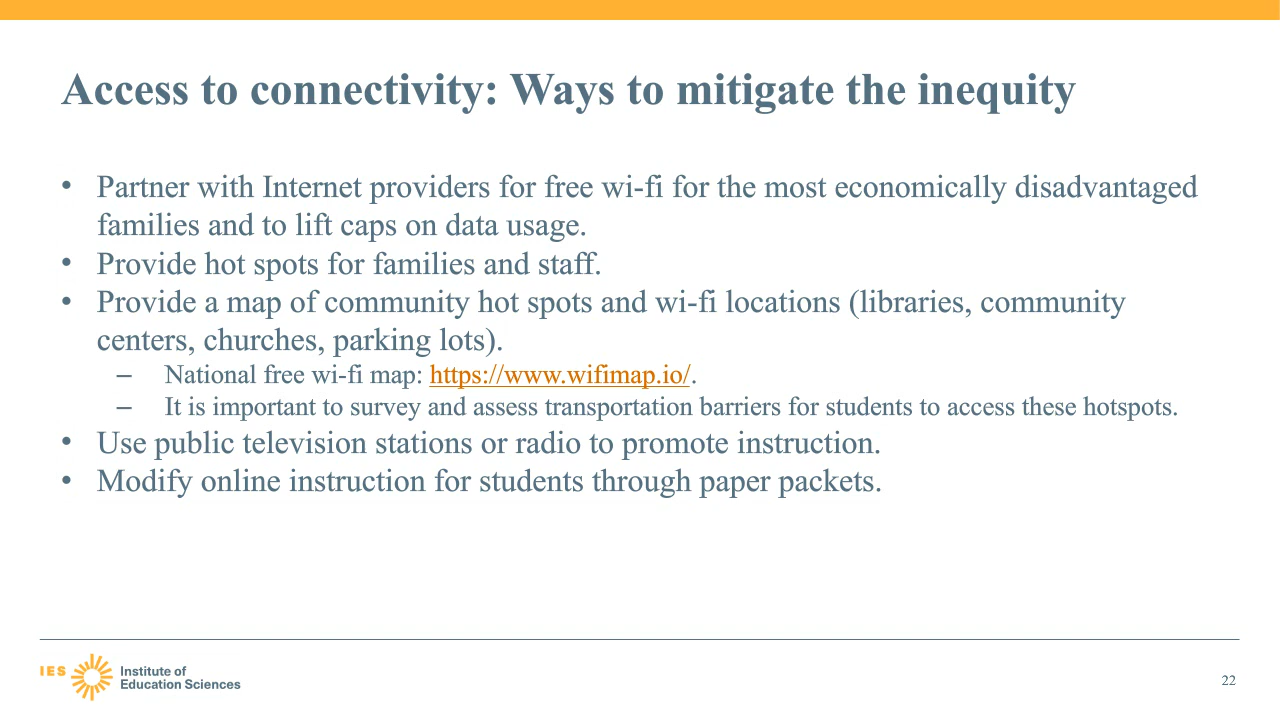 Access to connectivity: Ways to mitigate the inequity
• Partner with Internet providers for free wi-fi for the most economically disadvantaged
families and to lift caps on data usage.
• Provide hot spots for families and staff.
• Provide a map of community hot spots and wi-fi locations (libraries, community
centers, churches, parking lots).
– National free wi-fi map: https://www.wifimap.io/.
– It is important to survey and assess transportation barriers for students to access these hotspots.
• Use public television stations or radio to promote instruction.
• Modify online instruction for students through paper packets.
IES
Institute of
Education Sciences
22